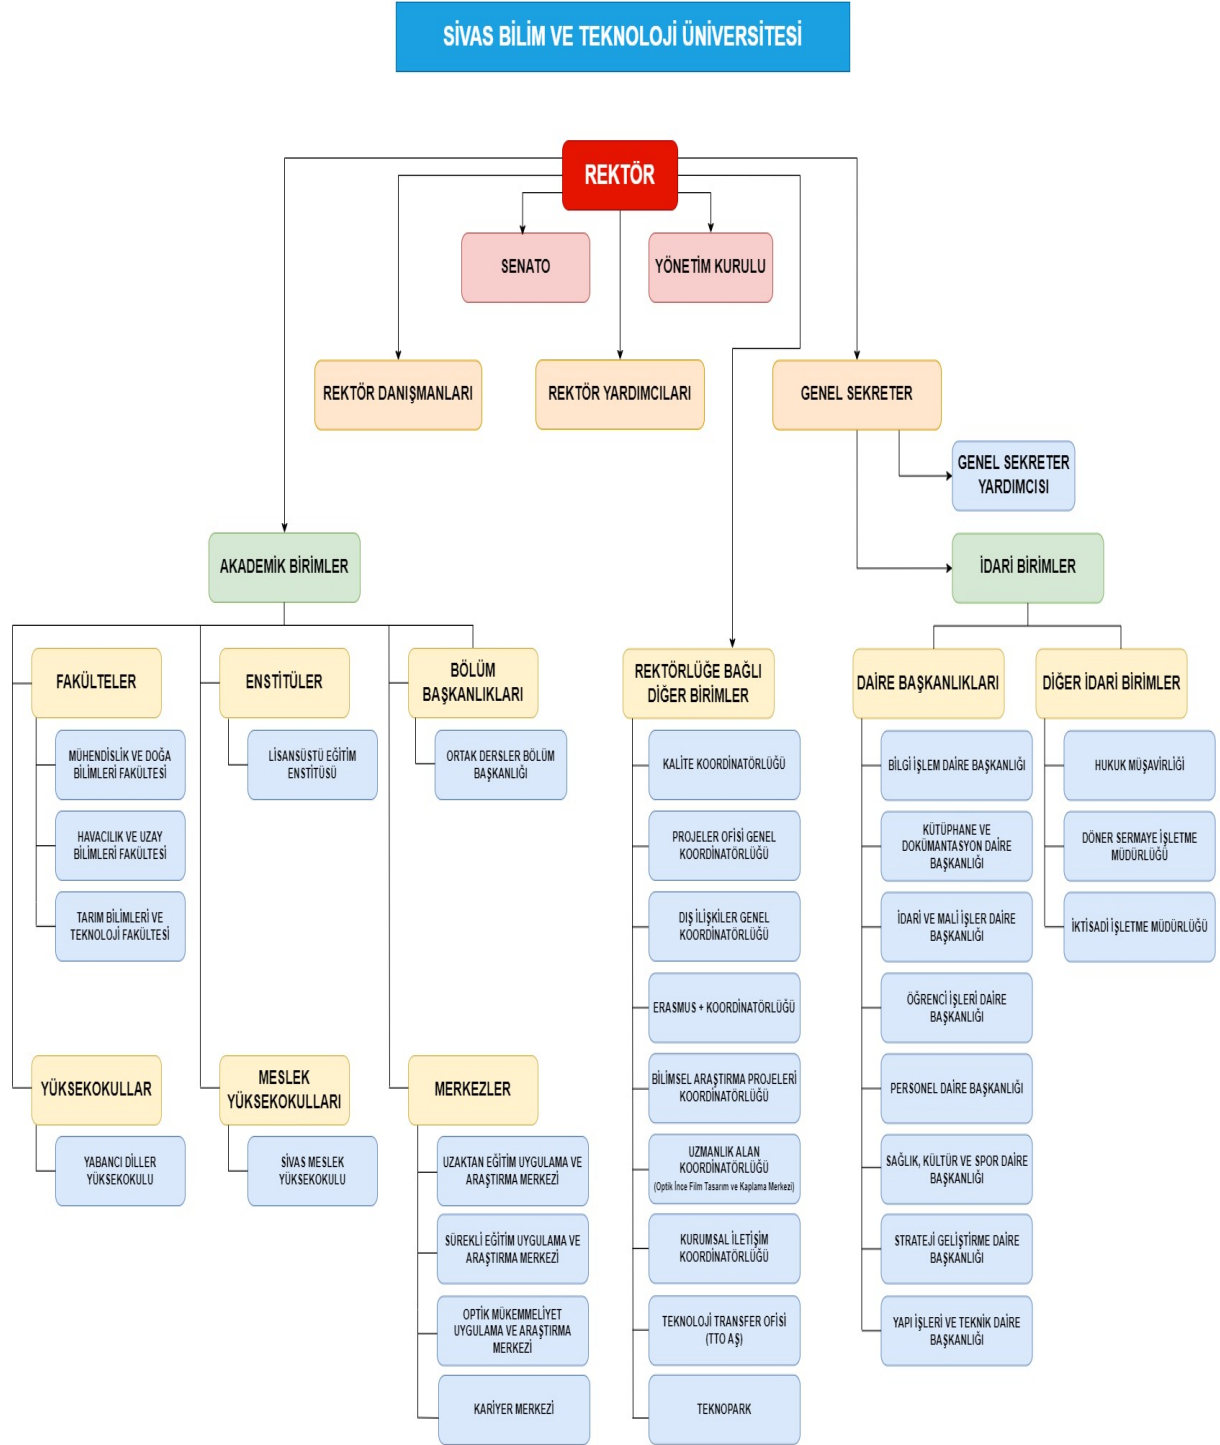 SİVAS BİLİM VE TEKNOLOJİ ÜNİVERSİTESİ
REKTÖR
SENATO
YÖNETİM KURULU
REKTÖR DANIŞMANLARI
REKTÖR YARDIMCILARI
GENEL SEKRETER
GENEL SEKRETER
YARDIMCISI
AKADEMİK BİRİMLER
İDARİ BİRİMLER
FAKÜLTELER
MÜHENDİSLİK VE DOĞA
BİLİMLERİ FAKÜLTESİ
HAVACILIK VE UZAY
BİLİMLERİ FAKÜLTESİ
TARIM BİLİMLERİ VE
TEKNOLOJİ FAKÜLTESİ
ENSTİTÜLER
LİSANSÜSTÜ EĞİTİM
ENSTİTÜSÜ
BÖLÜM
BAŞKANLIKLARI
ORTAK DERSLER BÖLÜM
BAŞKANLIĞI
YÜKSEKOKULLAR
YABANCI DİLLER
YÜKSEKOKULU
MESLEK
YÜKSEKOKULLARI
SİVAS MESLEK
YÜKSEKOKULU
MERKEZLER
UZAKTAN EĞİTİM UYGULAMA VE
ARAŞTIRMA MERKEZİ
SÜREKLİ EĞİTİM UYGULAMA VE
ARAŞTIRMA MERKEZİ
OPTİK MÜKEMMELİYET
UYGULAMA VE ARAŞTIRMA
MERKEZİ
KARİYER MERKEZİ
REKTÖRLÜĞE BAĞLI
DİĞER BİRİMLER
KALİTE KOORDİNATÖRLÜĞÜ
PROJELER OFİSİ GENEL
KOORDİNATÖRLÜĞÜ
DIŞ İLİŞKİLER GENEL
KOORDİNATÖRLÜĞÜ
ERASMUS + KOORDİNATÖRLÜĞÜ
BİLİMSEL ARAŞTIRMA PROJELERİ
KOORDİNATÖRLÜĞÜ
UZMANLIK ALAN
KOORDİNATÖRLÜĞÜ
(Optik İnce Film Tasarım ve Kaplama Merkezi)
KURUMSAL İLETİŞİM
KOORDİNATÖRLÜĞÜ
TEKNOLOJİ TRANSFER OFİSİ
(TTO AŞ)
TEKNOPARK
DAİRE BAŞKANLIKLARI
BİLGİ İŞLEM DAİRE BAŞKANLIĞI
KÜTÜPHANE VE
DOKÜMANTASYON DAİRE
BAŞKANLIĞI
İDARİ VE MALİ İŞLER DAİRE
BAŞKANLIĞI
ÖĞRENCİ İŞLERİ DAİRE
BAŞKANLIĞI
PERSONEL DAİRE BAŞKANLIĞI
SAĞLIK, KÜLTÜR VE SPOR DAİRE
BAŞKANLIĞI
STRATEJİ GELİŞTİRME DAİRE
BAŞKANLIĞI
YAPI İŞLERİ VE TEKNİK DAİRE
BAŞKANLIĞI
DİĞER İDARİ BİRİMLER
HUKUK MÜŞAVİRLİĞİ
DÖNER SERMAYE İŞLETME
MÜDÜRLÜĞÜ
İKTİSADİ İŞLETME MÜDÜRLÜĞÜ